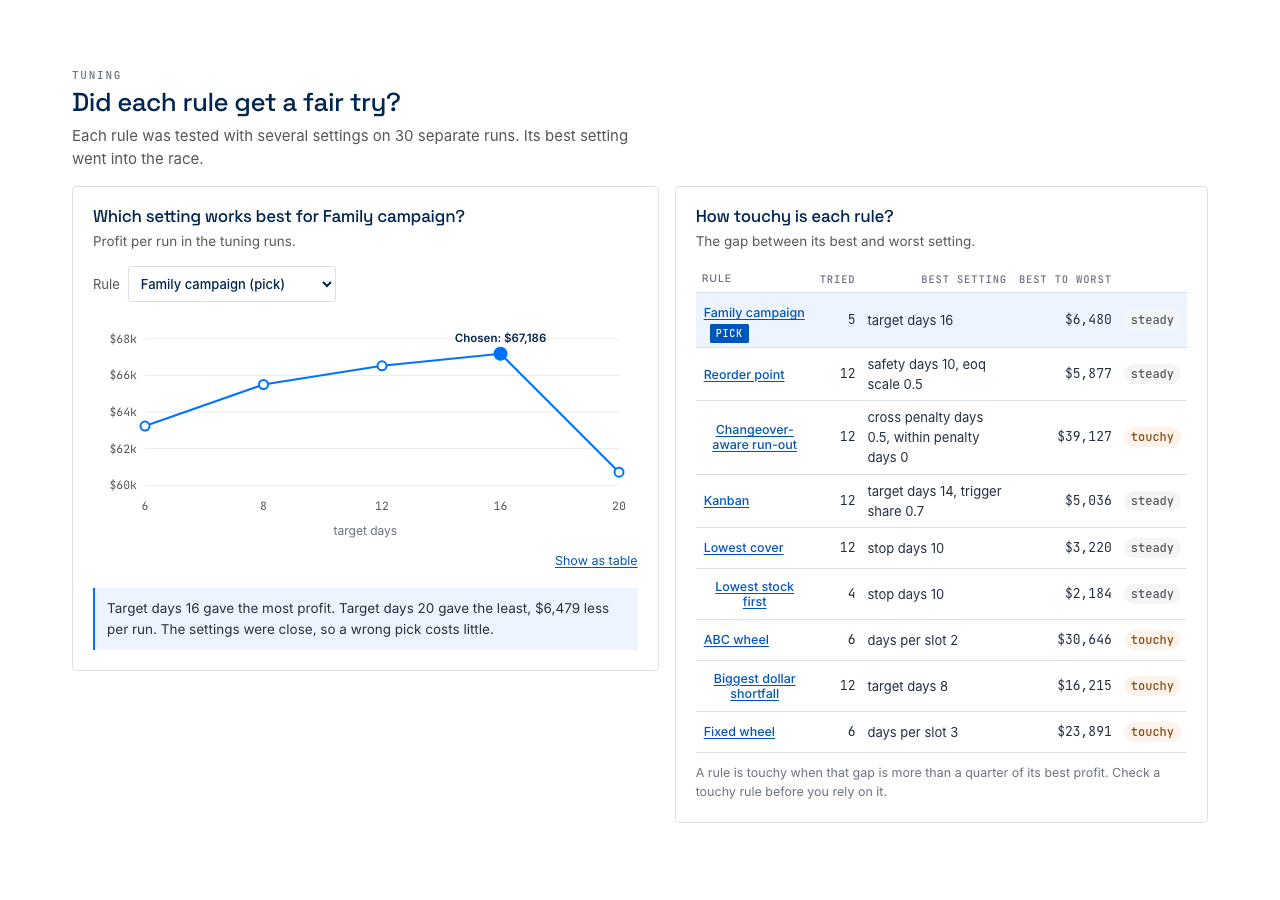 TUNING
Did each rule get a fair try?
Each rule was tested with several settings on 30 separate runs. Its best setting
went into the race.
Which setting works best for Family campaign?
Profit per run in the tuning runs.
Rule Family campaign (pick)
Chosen: $67,186
$68k
$66k
$64k
$62k
$60k
6 8 12 16 20
target days
Show as table
Target days 16 gave the most profit. Target days 20 gave the least, $6,479 less
per run. The settings were close, so a wrong pick costs little.
How touchy is each rule?
The gap between its best and worst setting.
RULE TRIED BEST SETTING BEST TO WORST
Family campaign PICK 5 target days 16 $6,480 steady
Reorder point 12 safety days 10, eoq
scale 0.5 $5,877 steady
Changeover-
aware run-out 12 cross penalty days
0.5, within penalty
days 0 $39,127 touchy
Kanban 12 target days 14, trigger
share 0.7 $5,036 steady
Lowest cover 12 stop days 10 $3,220 steady
Lowest stock
first 4 stop days 10 $2,184 steady
ABC wheel 6 days per slot 2 $30,646 touchy
Biggest dollar
shortfall 12 target days 8 $16,215 touchy
Fixed wheel 6 days per slot 3 $23,891 touchy
A rule is touchy when that gap is more than a quarter of its best profit. Check a
touchy rule before you rely on it.